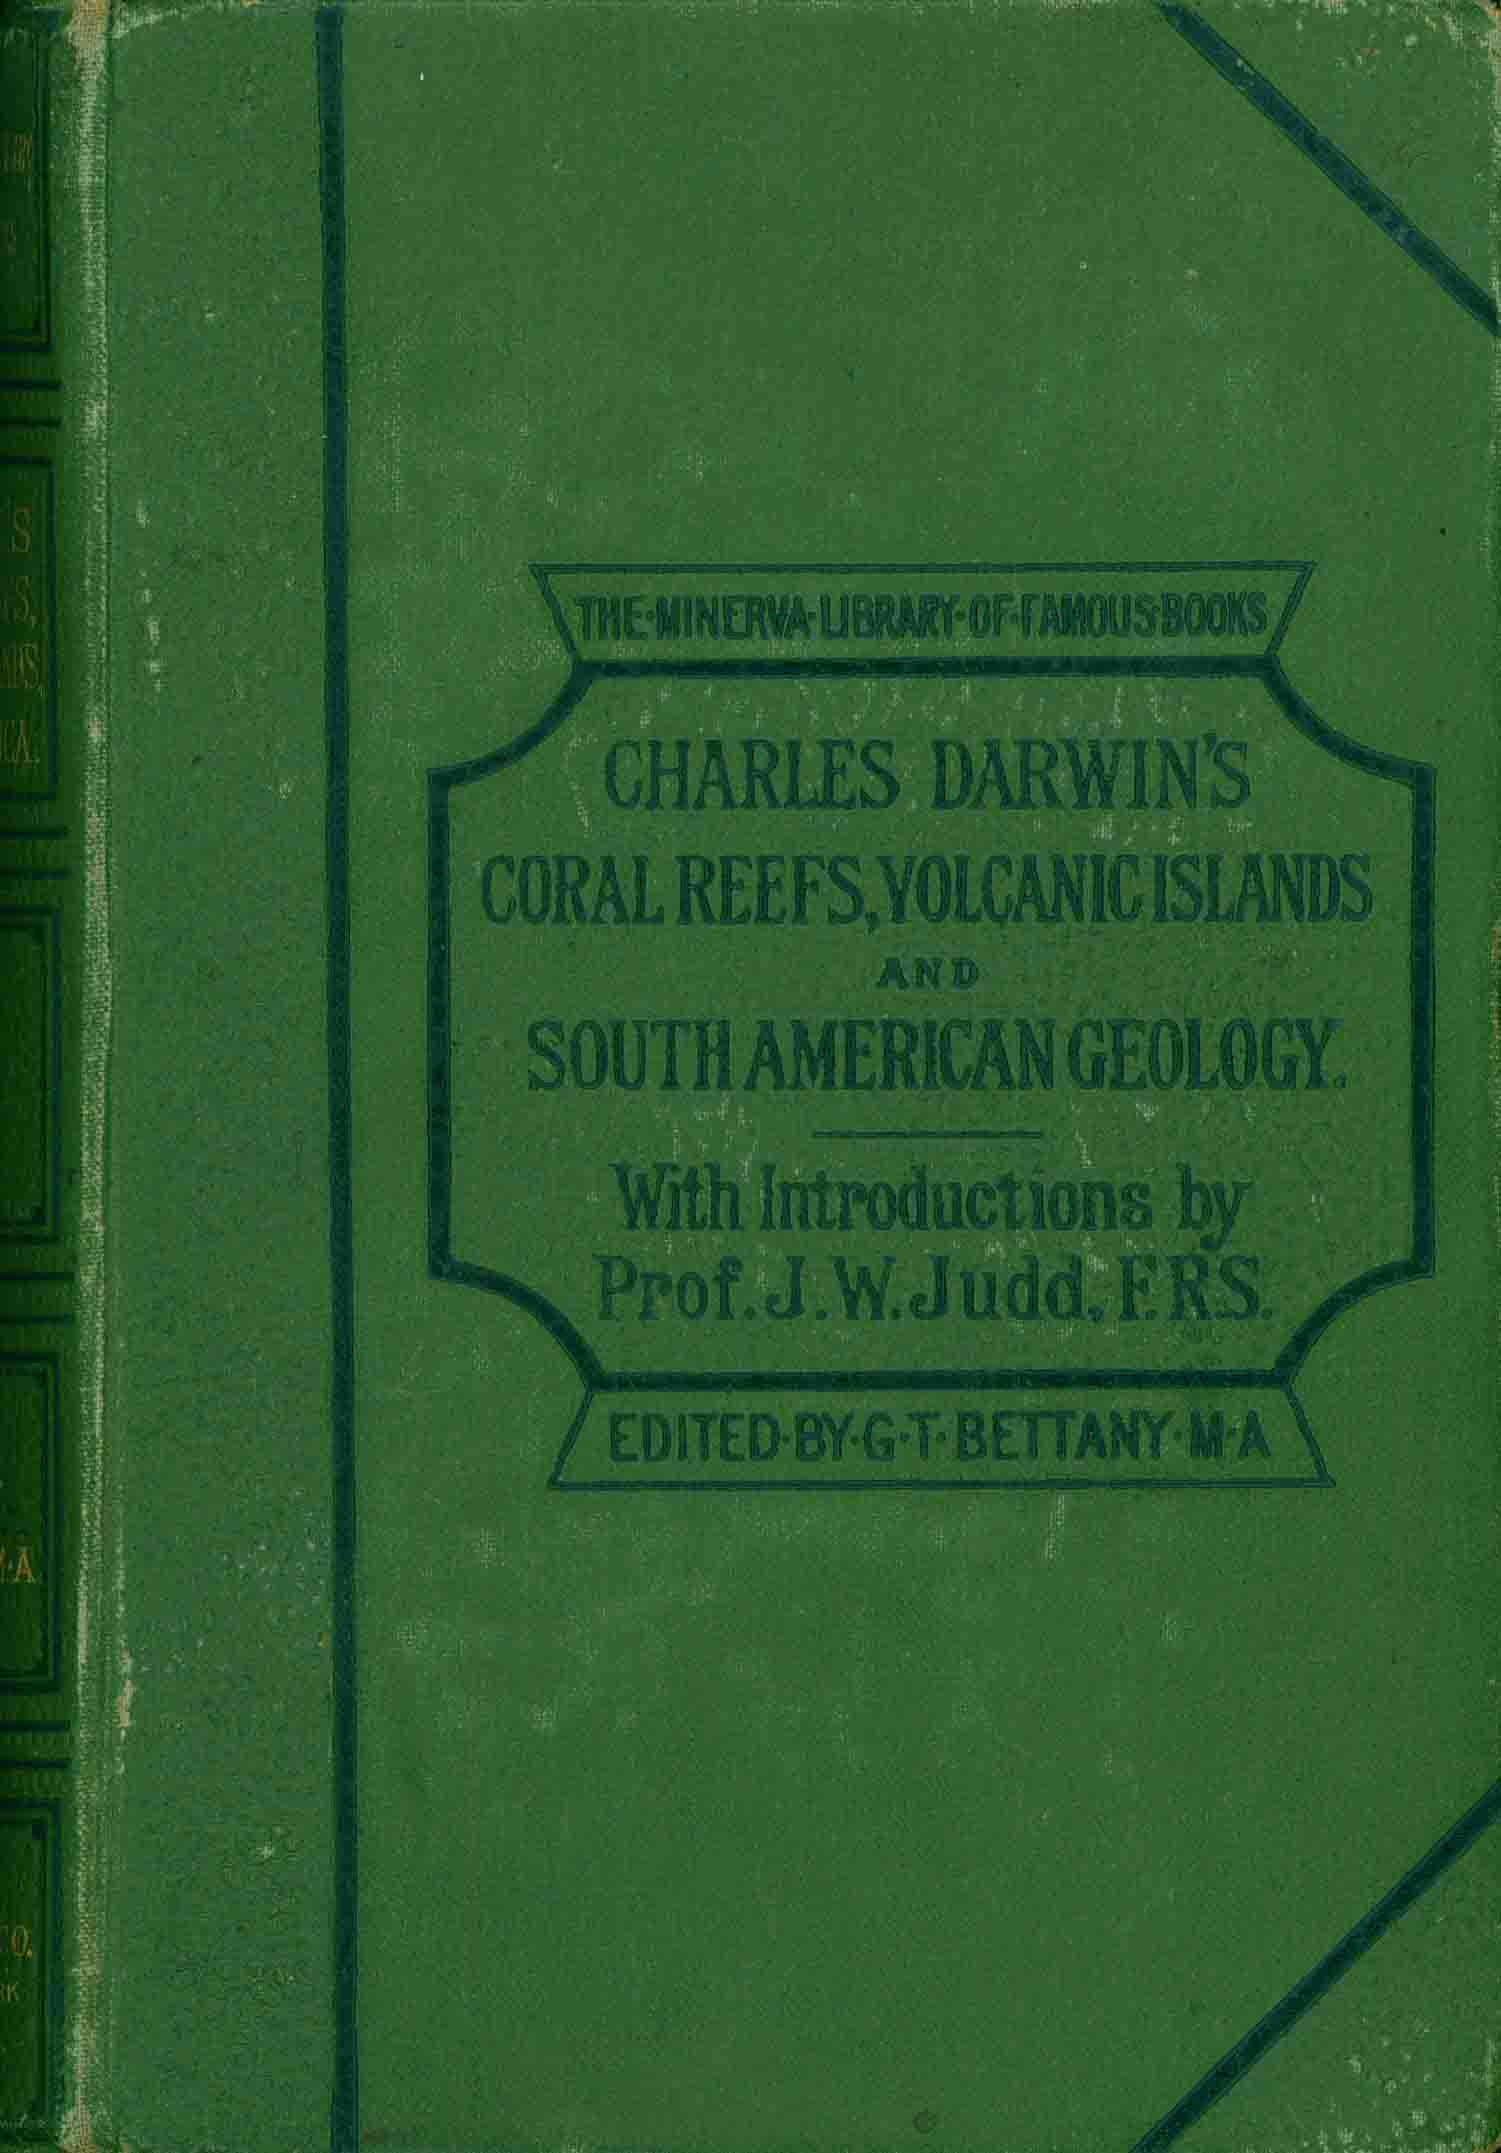 THE·MINERVA·LIBRARY·OF·FAMOUS·BOOKS
CHARLES DARWIN'S
CORAL REEFS, VOLCANIC ISLANDS
AND
SOUTH AMERICAN GEOLOGY.
With Introductions by
Prof. J. W. Judd, F.R.S.
EDITED·BY·G·T·BETTANY·M·A